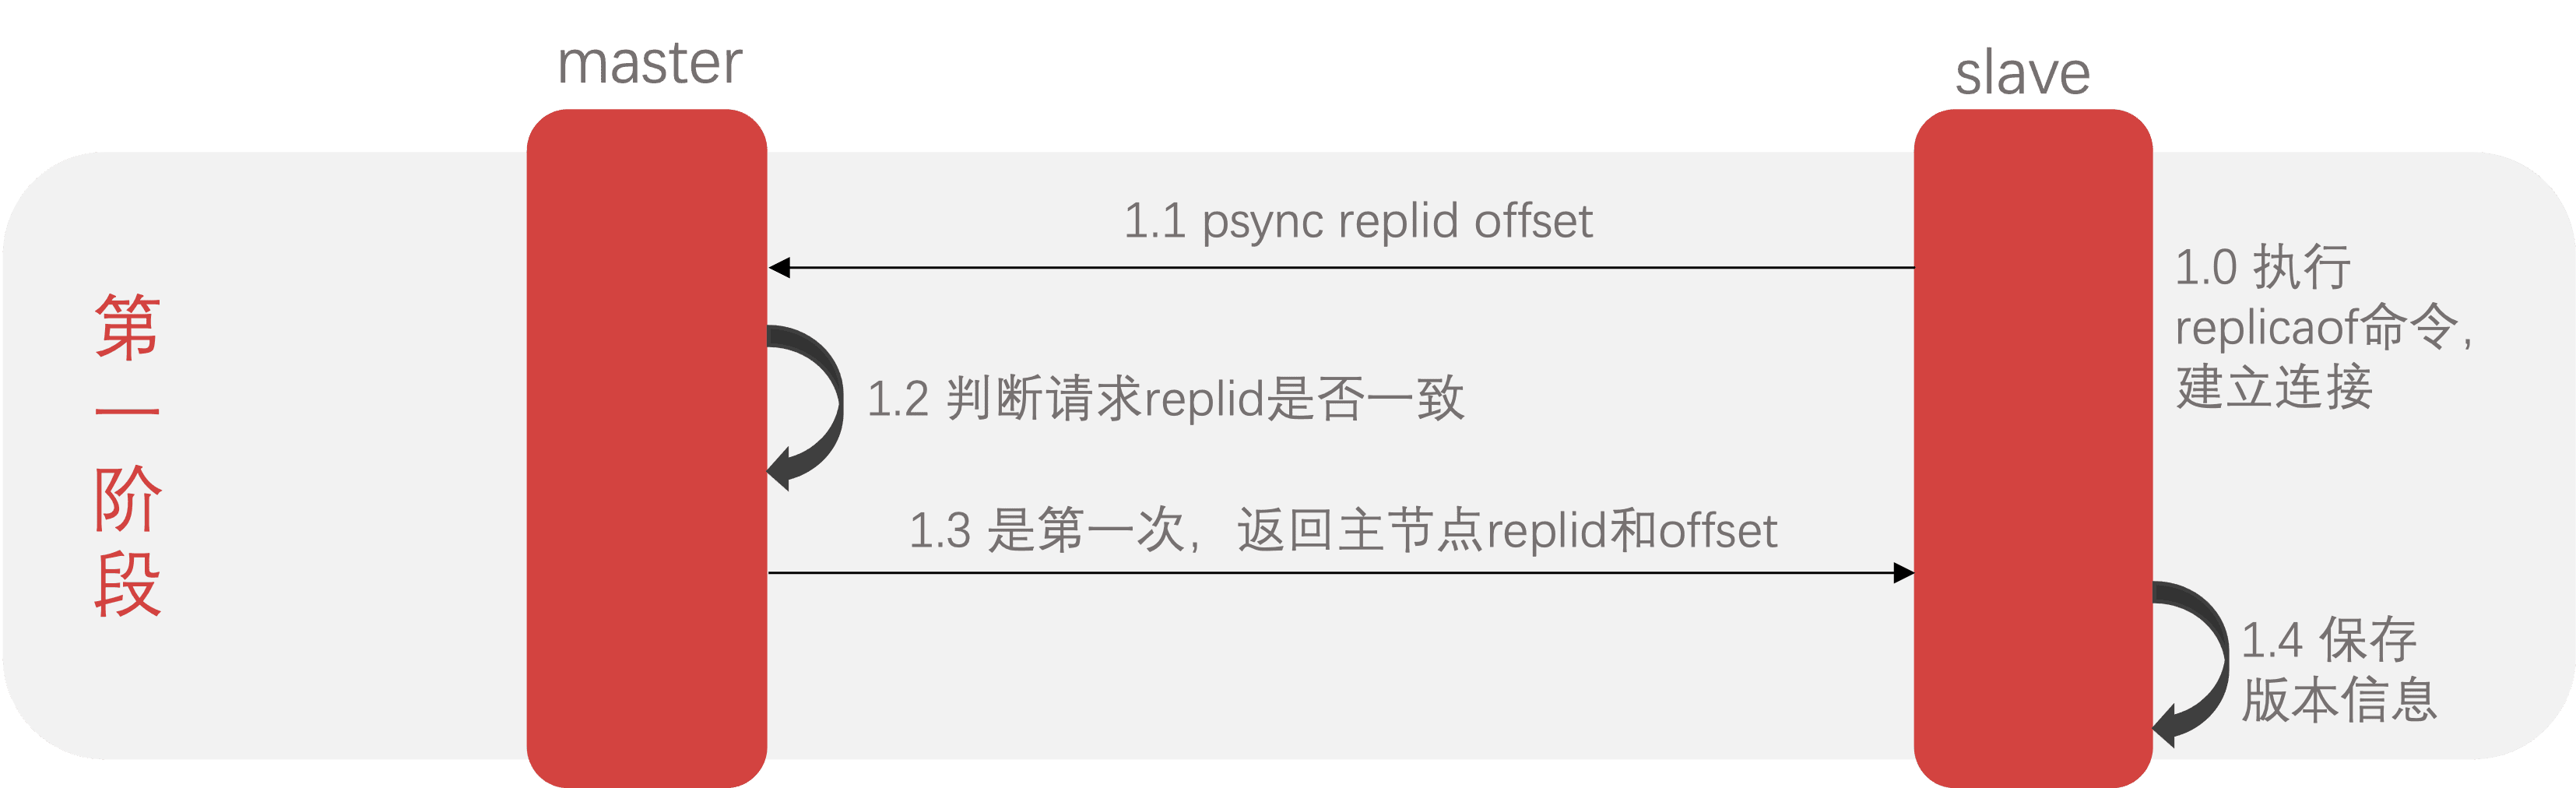 master
slave
1.1 psync replid offset
1.0 执行
replicaof命令,
建立连接
第
一
阶
段
1.2 判断请求replid是否一致
1.3 是第一次，返回主节点replid和offset
1.4 保存
版本信息